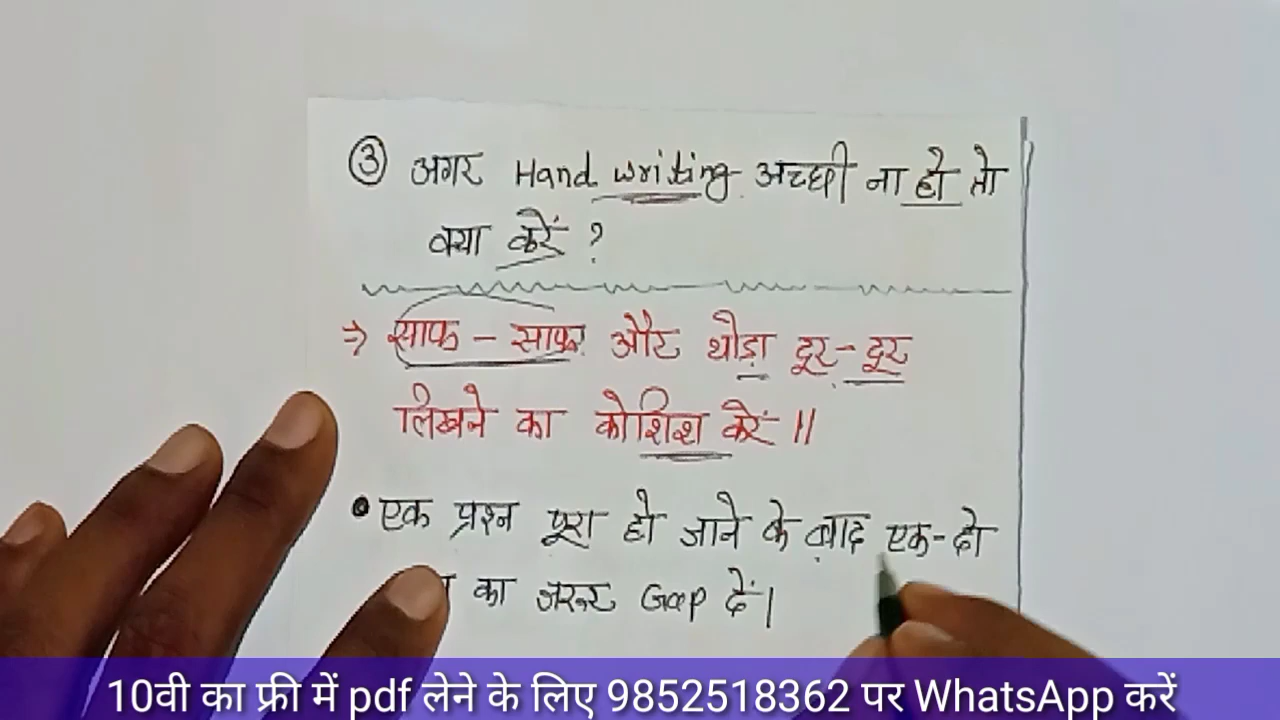 ③ अगर Hand writing अच्छी ना हो तो
क्या करें ?
→ साफ - साफ और थोड़ा दूर - दूर
लिखने का कोशिश करें ॥
• एक प्रश्न पूरा हो जाने के बाद एक-दो
का जरुर Gap दें।
10वी का फ्री में pdf लेने के लिए 9852518362 पर WhatsApp करें